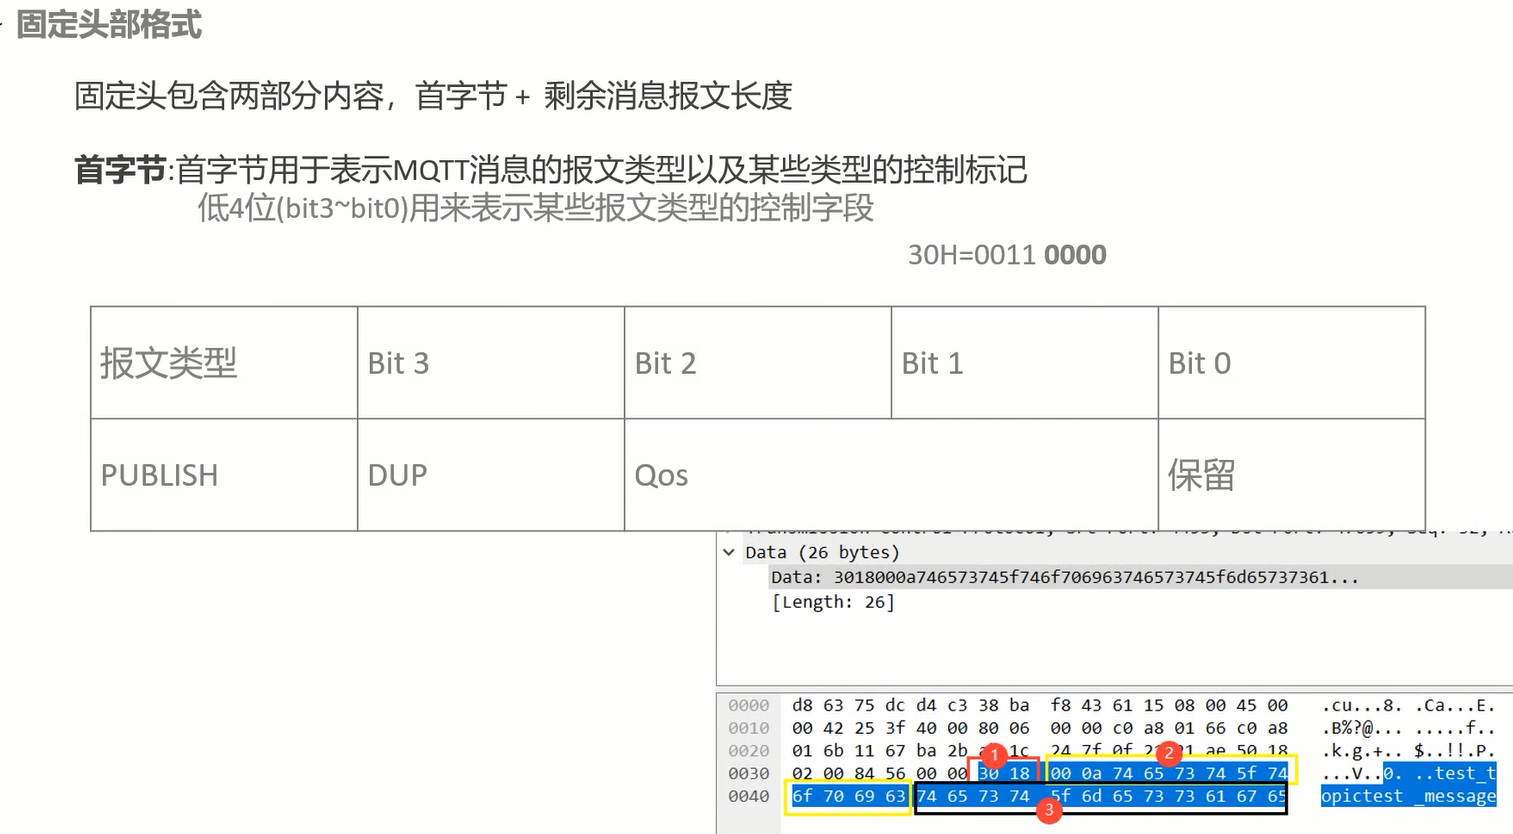 固定头部格式
固定头包含两部分内容，首字节 + 剩余消息报文长度
首字节:首字节用于表示MQTT消息的报文类型以及某些类型的控制标记
低4位(bit3~bit0)用来表示某些报文类型的控制字段
30H=0011 0000
报文类型 Bit 3 Bit 2 Bit 1 Bit 0
PUBLISH DUP Qos 保留
Data (26 bytes)
Data: 3018000a746573745f746f706963746573745f6d65737361...
[Length: 26]
0000 d8 63 75 dc d4 c3 38 ba f8 43 61 15 08 00 45 00 .cu...8. .Ca...E.
0010 00 42 25 3f 40 00 80 06 00 00 c0 a8 01 66 c0 a8 .B%?@... .....f..
0020 01 6b 11 67 ba 2b 1c 24 7f 0f 21 ae 50 18 .k.g.+.. $..!!.P.
0030 02 00 84 56 00 00 30 18 00 0a 74 65 73 74 5f 74 ...V..0. ..test_t
0040 6f 70 69 63 74 65 73 74 5f 6d 65 73 73 61 67 65 opictest _message
1
2
3